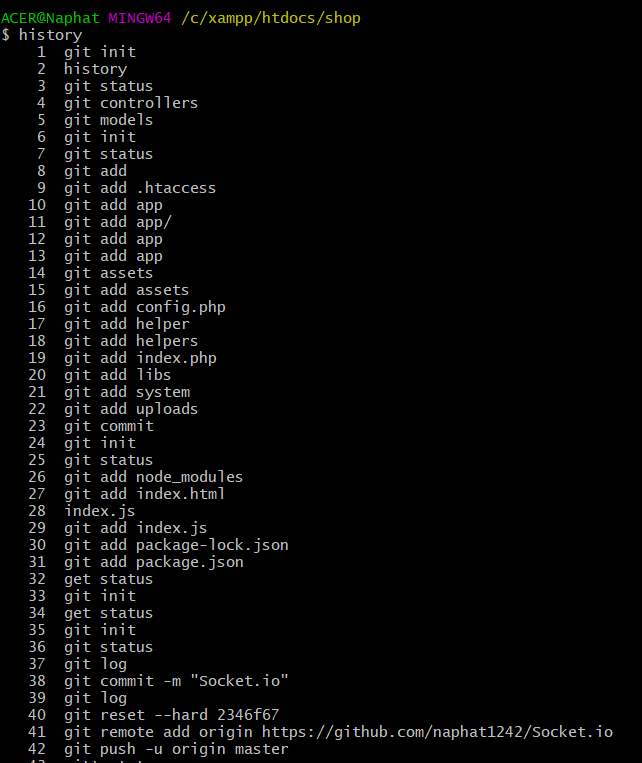 ACER@Naphat MINGW64 /c/xampp/htdocs/shop
$ history
1 git init
2 history
3 git status
4 git controllers
5 git models
6 git init
7 git status
8 git add
9 git add .htaccess
10 git add app
11 git add app/
12 git add app
13 git add app
14 git assets
15 git add assets
16 git add config.php
17 git add helper
18 git add helpers
19 git add index.php
20 git add libs
21 git add system
22 git add uploads
23 git commit
24 git init
25 git status
26 git add node_modules
27 git add index.html
28 index.js
29 git add index.js
30 git add package-lock.json
31 git add package.json
32 get status
33 git init
34 get status
35 git init
36 git status
37 git log
38 git commit -m "Socket.io"
39 git log
40 git reset --hard 2346f67
41 git remote add origin https://github.com/naphat1242/Socket.io
42 git push -u origin master